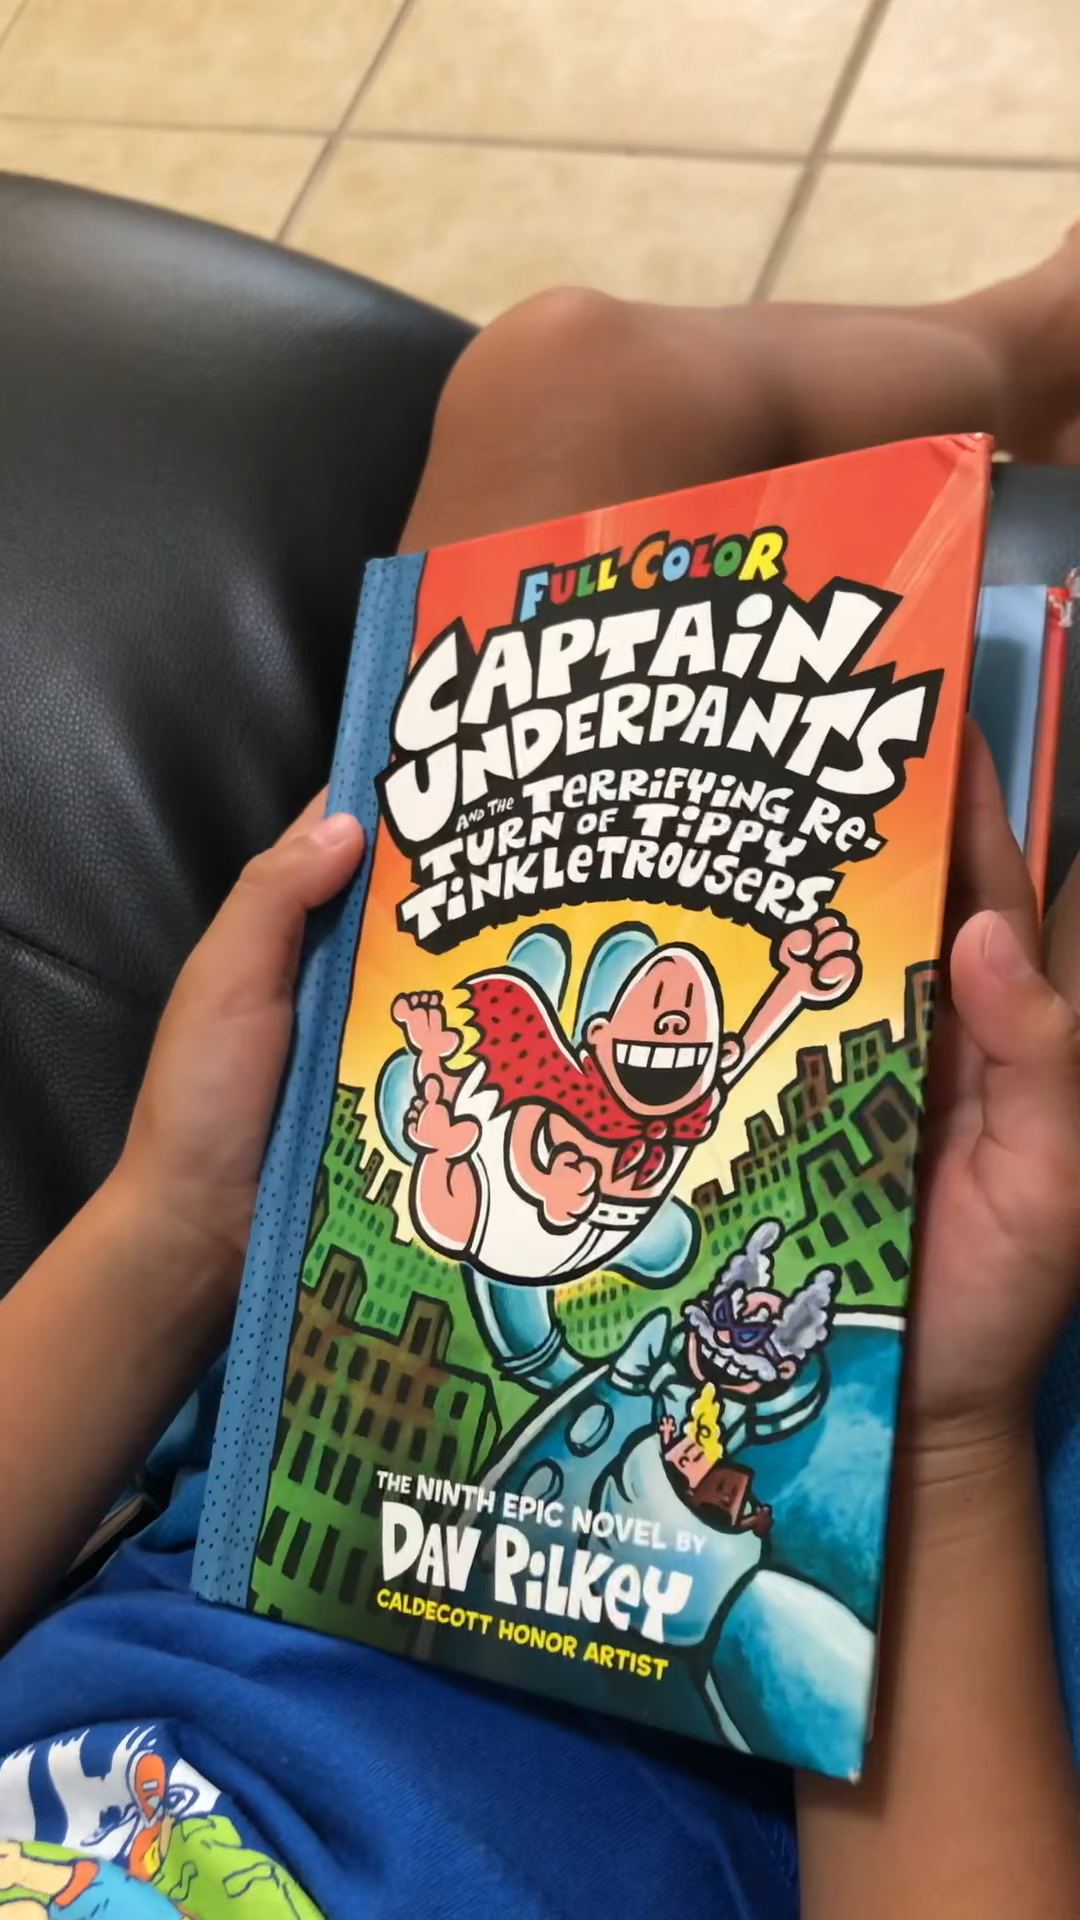 FULL COLOR
CAPTAIN
UNDERPANTS
AND THE TERRIFYING RE-
TURN OF TIPPY
TINKLETROUSERS
THE NINTH EPIC NOVEL BY
DAV PILKEY
CALDECOTT HONOR ARTIST